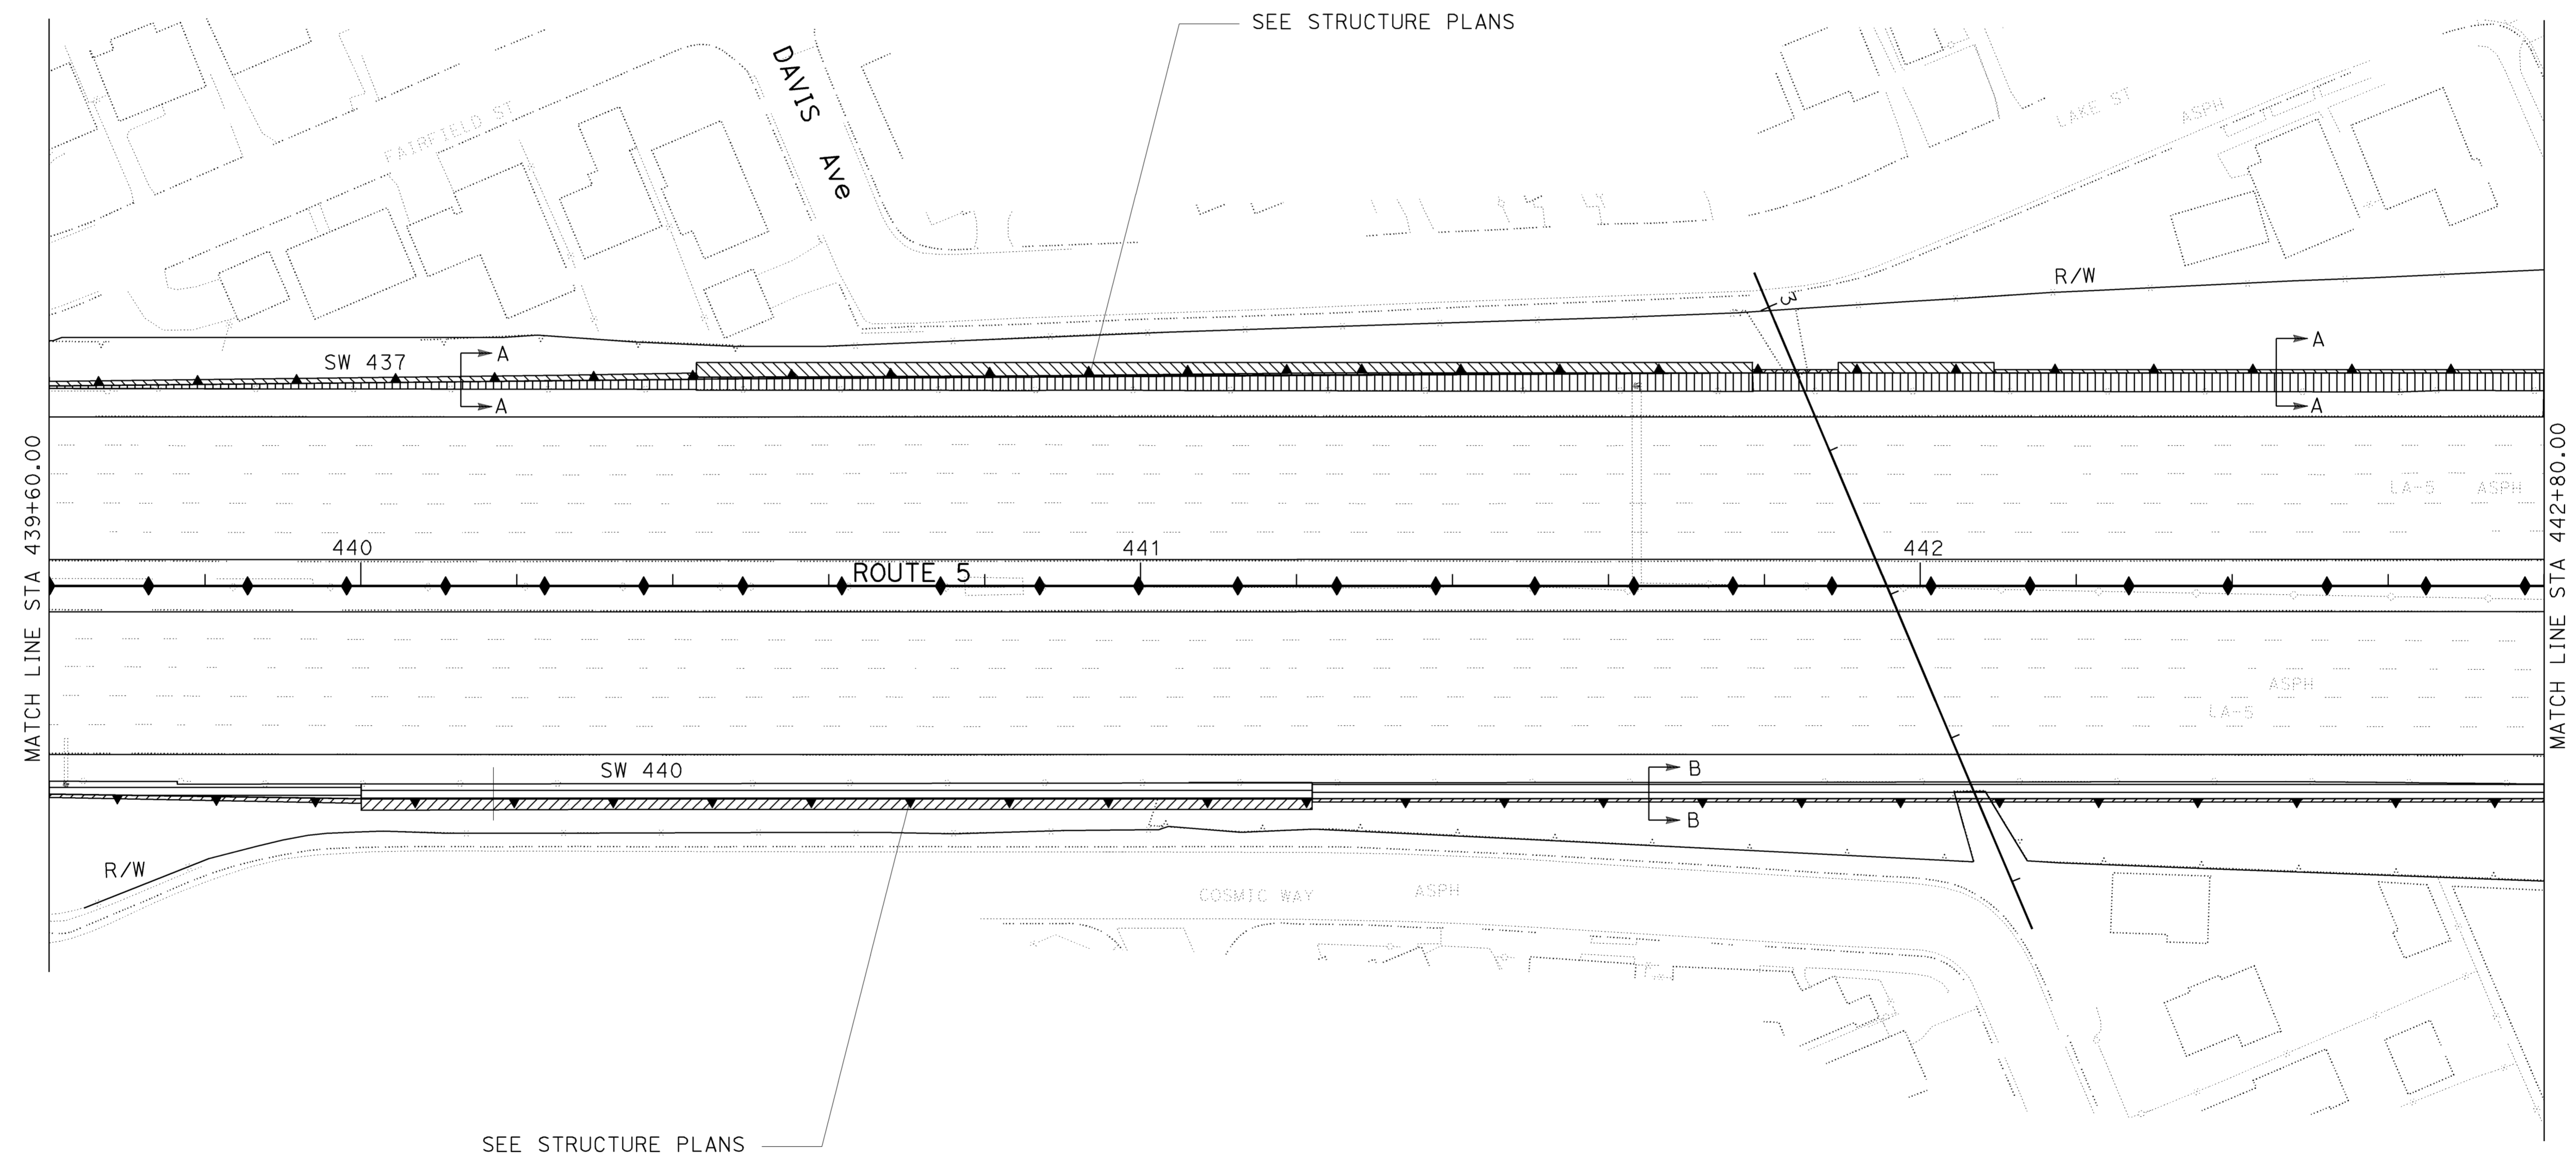 SEE STRUCTURE PLANS
DAVIS Ave
FAIRFIELD ST
LAKE ST
ASPH
R/W
3
SW 437
A
A
A
A
MATCH LINE STA 439+60.00
MATCH LINE STA 442+80.00
LA-5 ASPH
440
441
442
ROUTE 5
ASPH
LA-5
SW 440
B
B
R/W
COSMIC WAY
ASPH
SEE STRUCTURE PLANS